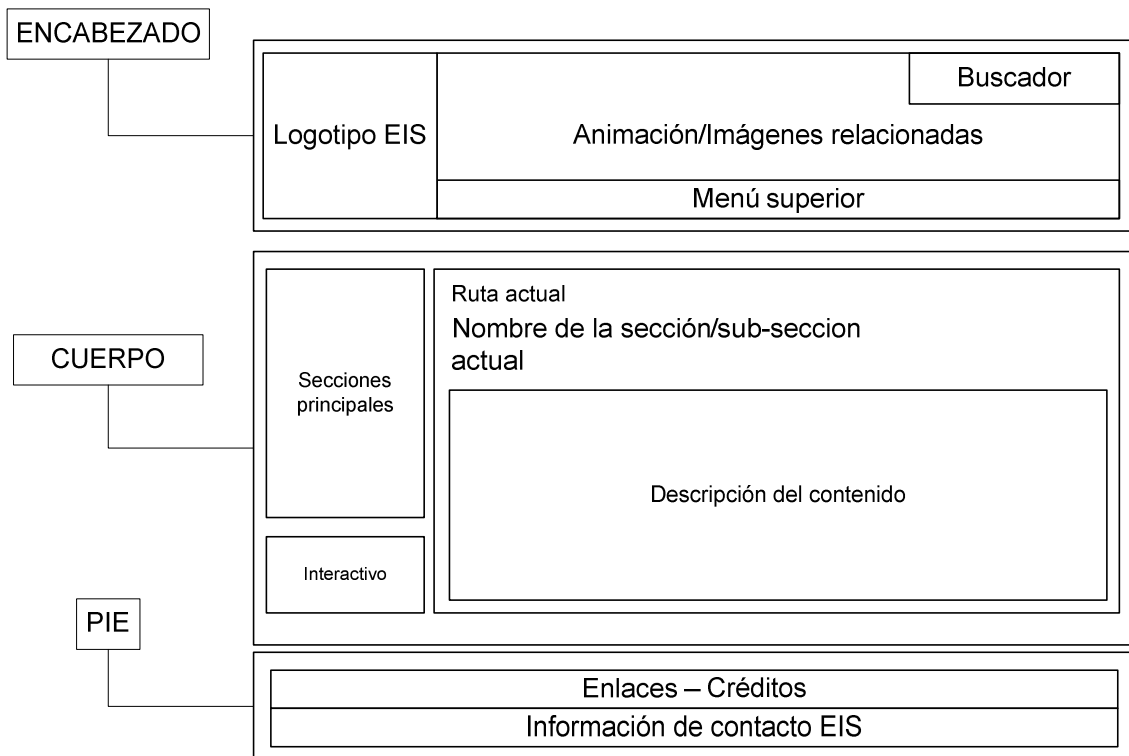 ENCABEZADO
Buscador
Logotipo EIS
Animación/Imágenes relacionadas
Menú superior
CUERPO
Ruta actual
Nombre de la sección/sub-seccion
actual
Secciones
principales
Descripción del contenido
Interactivo
PIE
Enlaces – Créditos
Información de contacto EIS